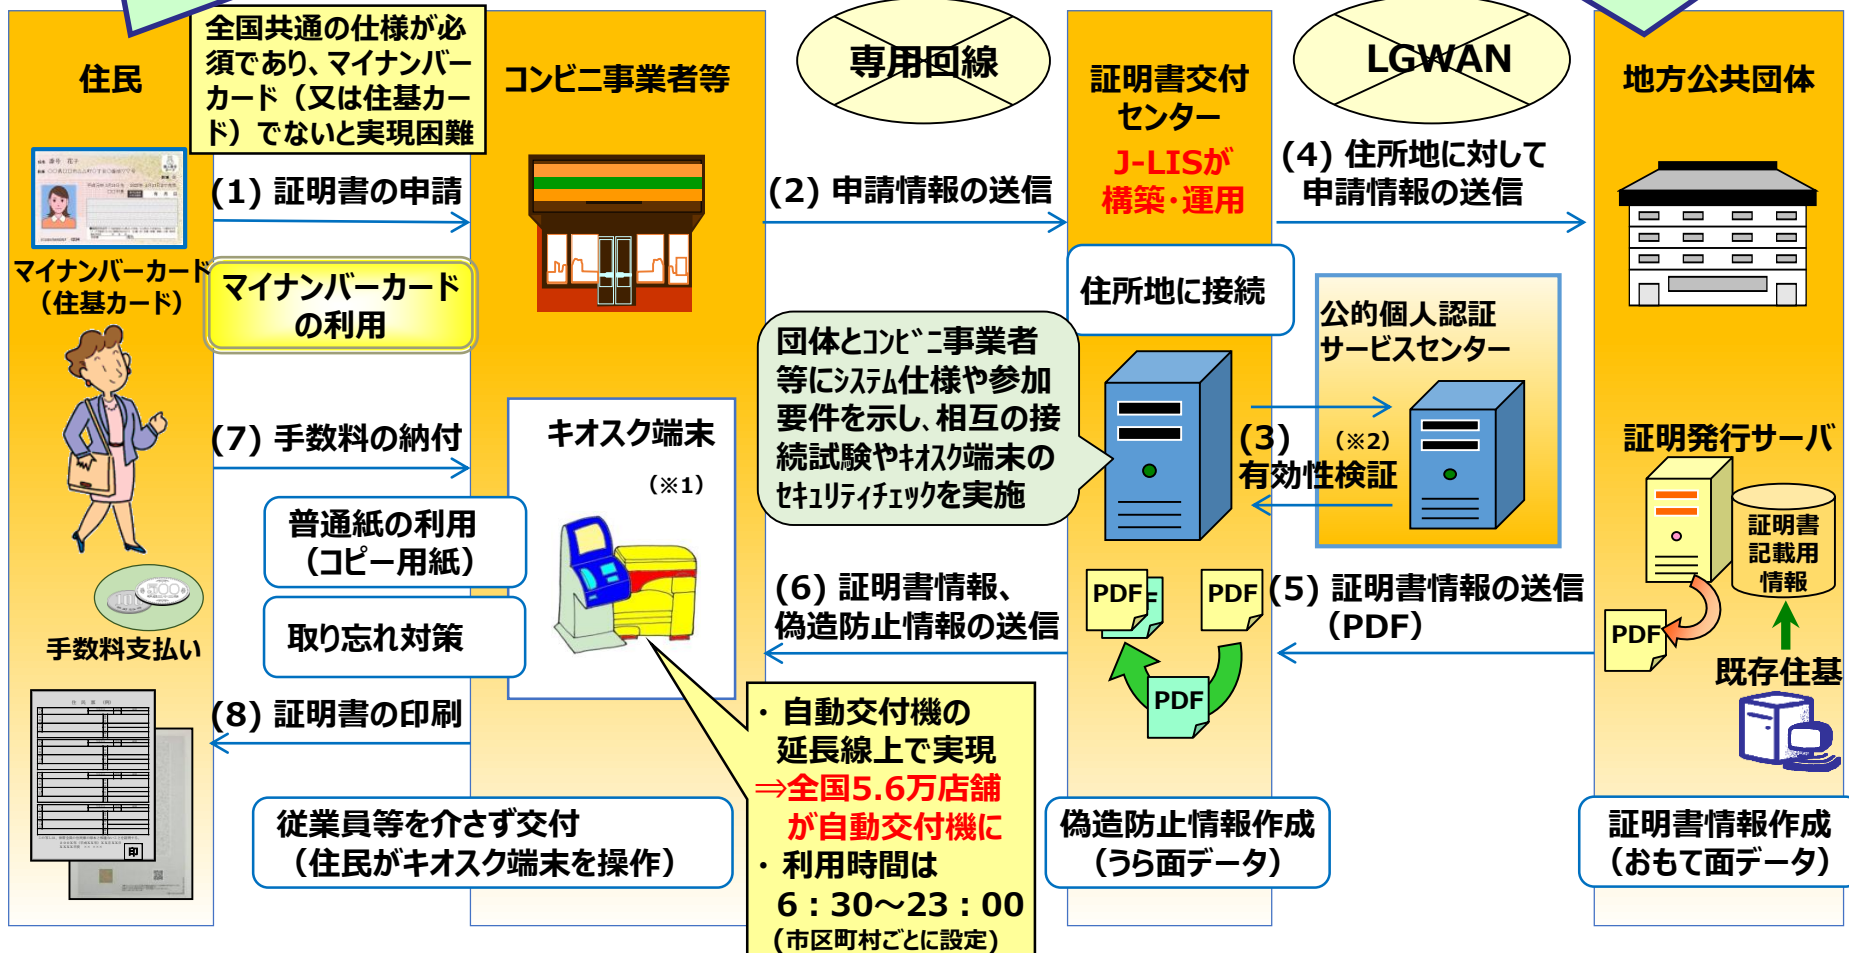 全国共通の仕様が必
須であり、マイナンバー
カード（又は住基カー
ド）でないと実現困難
住民
コンビニ事業者等
専用回線
証明書交付
センター
J-LISが
構築・運用
LGWAN
地方公共団体
(1) 証明書の申請
(2) 申請情報の送信
(4) 住所地に対して
申請情報の送信
マイナンバーカード
（住基カード）
マイナンバーカード
の利用
住所地に接続
公的個人認証
サービスセンター
団体とコンビニ事業者
等にシステム仕様や参加
要件を示し、相互の接
続試験やキオスク端末の
セキュリティチェックを実施
(3) （※2）
有効性検証
(7) 手数料の納付
キオスク端末
（※1）
証明発行サーバ
証明書
記載用
情報
普通紙の利用
（コピー用紙）
取り忘れ対策
手数料支払い
(6) 証明書情報、
偽造防止情報の送信
PDF
PDF
PDF
(5) 証明書情報の送信
（PDF）
PDF
既存住基
(8) 証明書の印刷
住 民 票 （写）
印
・ 自動交付機の
延長線上で実現
⇒全国5.6万店舗
が自動交付機に
・ 利用時間は
6：30～23：00
（市区町村ごとに設定）
従業員等を介さず交付
（住民がキオスク端末を操作）
偽造防止情報作成
（うら面データ）
証明書情報作成
（おもて面データ）